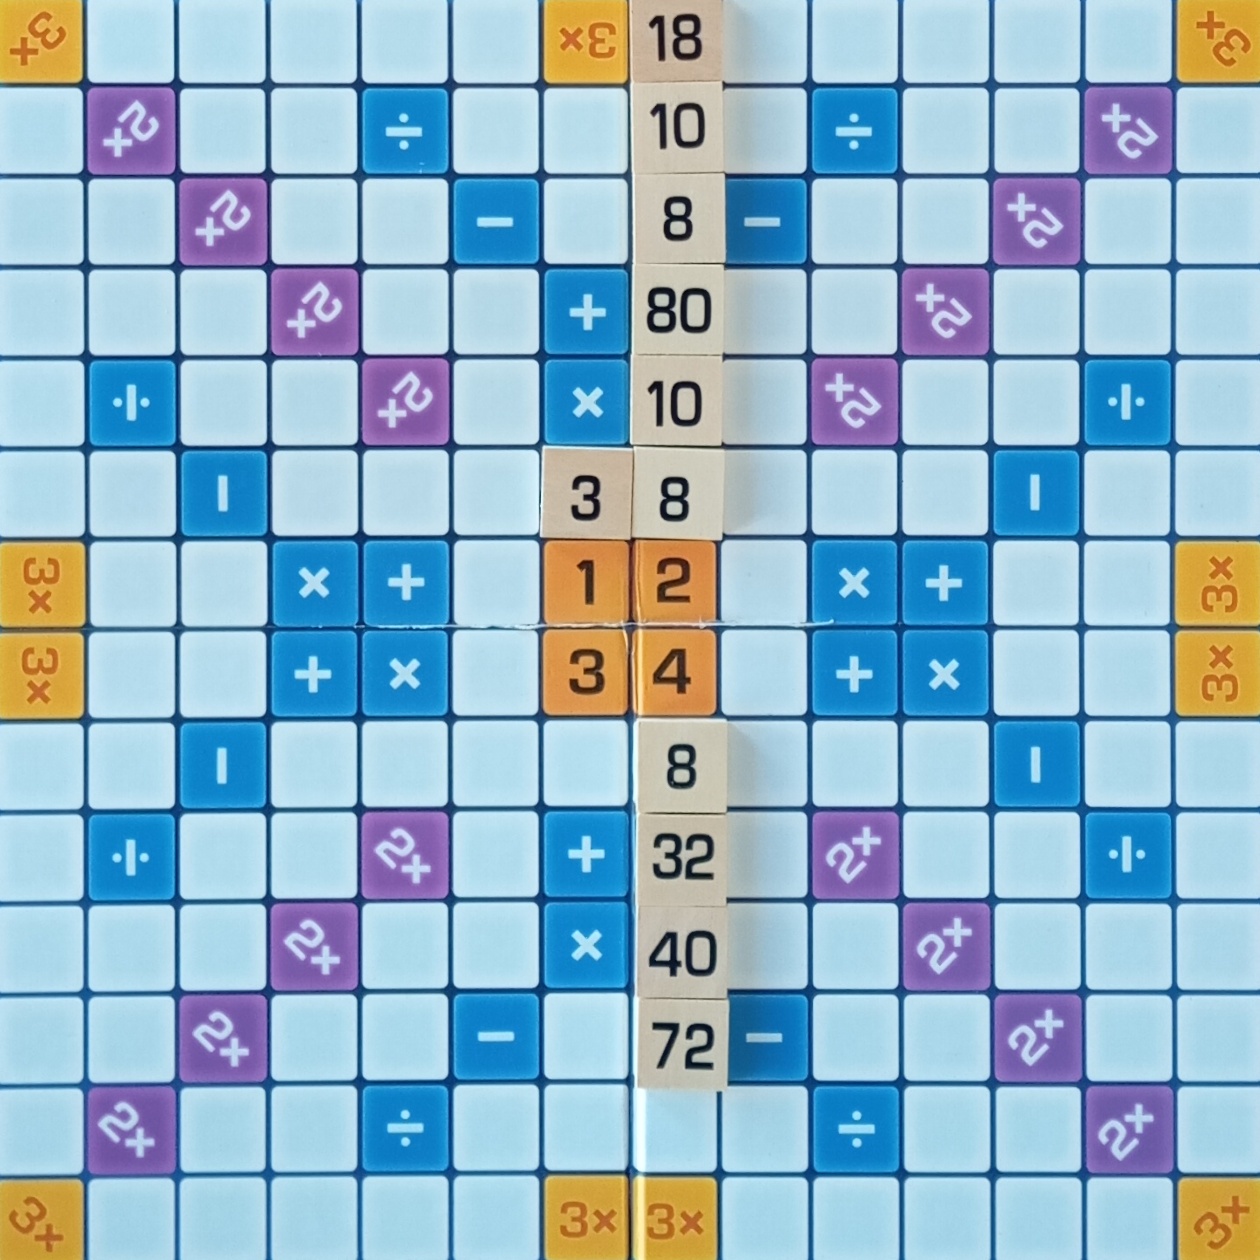 3× 3× 18 3×
2× ÷ 10 ÷ 2×
2× − 8 − 2×
2× + 80 2×
÷ 2× × 10 2× ÷
− 3 8 −
3× × + 1 2 × + 3×
3× + × 3 4 + × 3×
− 8 −
÷ 2× + 32 2× ÷
2× × 40 2×
2× − 72 − 2×
2× ÷ ÷ 2×
3× 3× 3× 3×